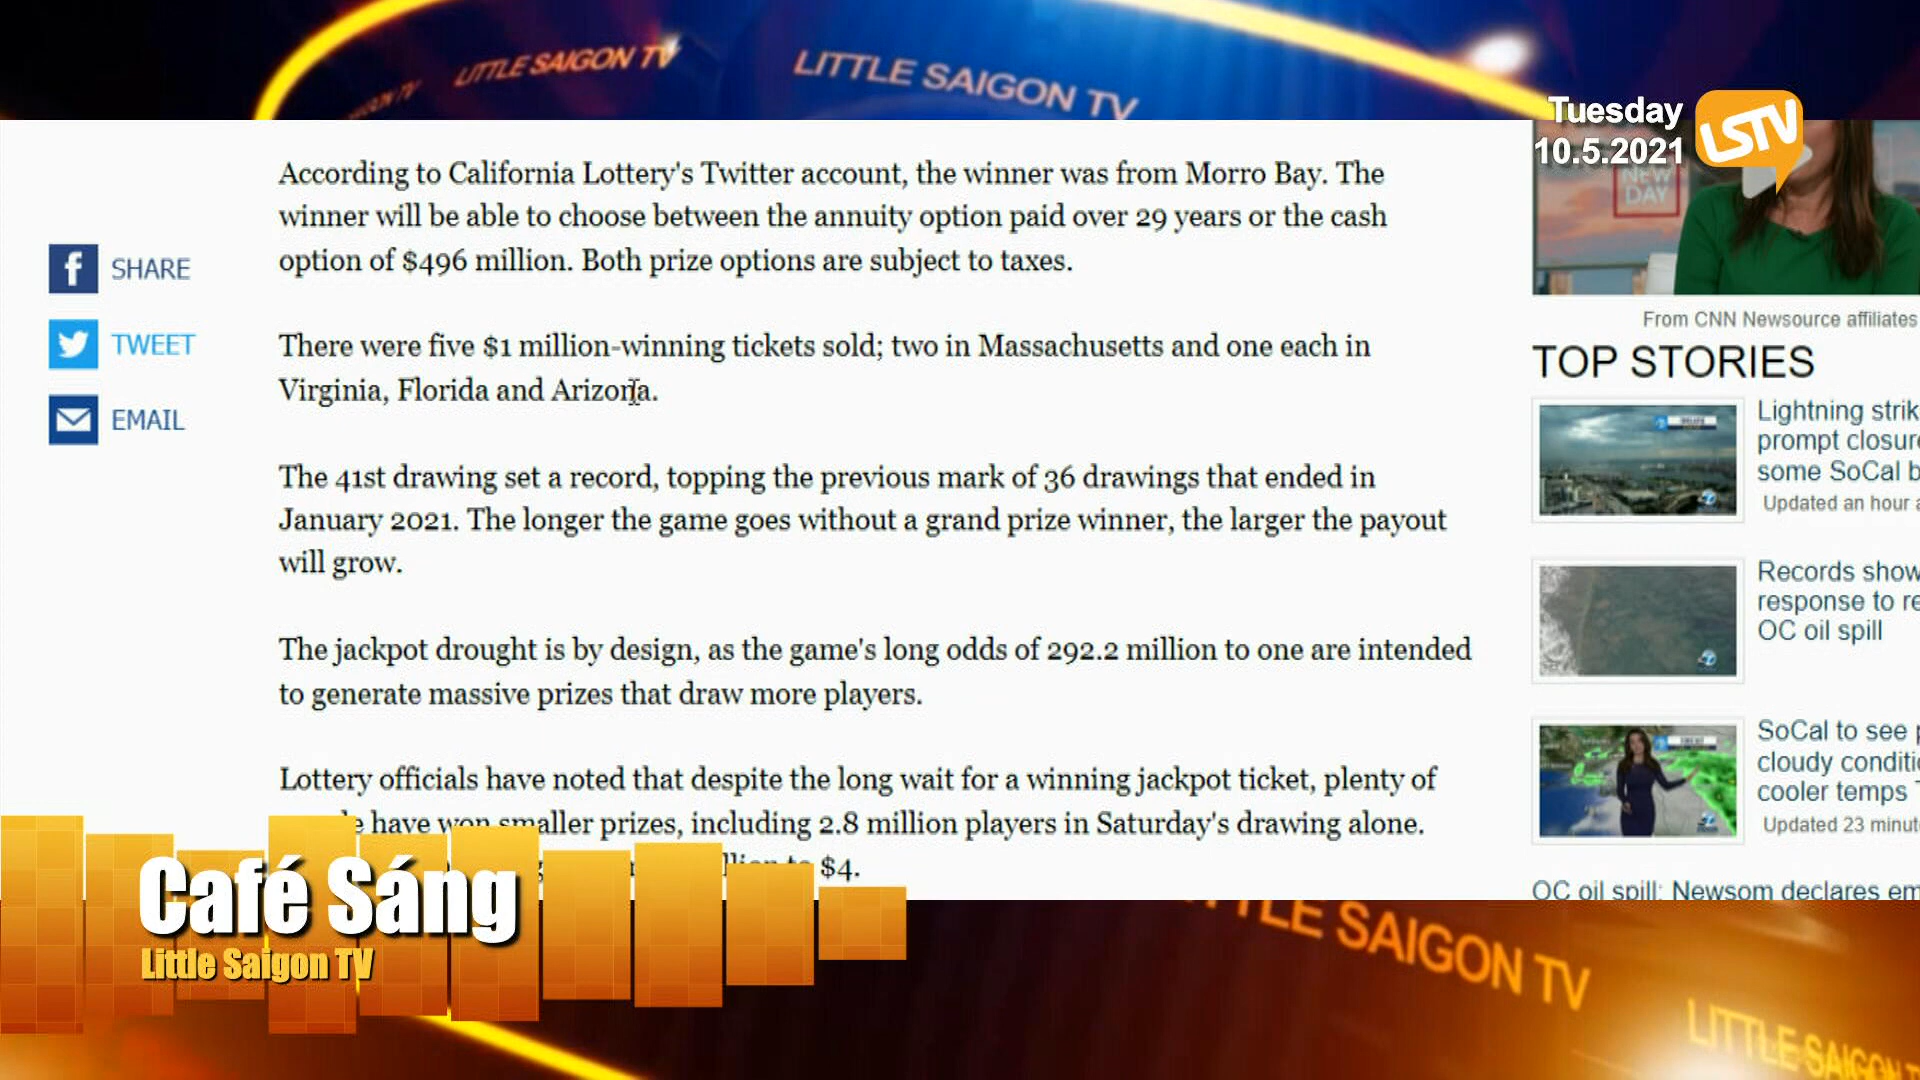 LITTLE SAIGON TV
LITTLE SAIGON TV
Tuesday
10.5.2021
LSTV
NEW
DAY
According to California Lottery's Twitter account, the winner was from Morro Bay. The
winner will be able to choose between the annuity option paid over 29 years or the cash
option of $496 million. Both prize options are subject to taxes.
There were five $1 million-winning tickets sold; two in Massachusetts and one each in
Virginia, Florida and Arizona.
The 41st drawing set a record, topping the previous mark of 36 drawings that ended in
January 2021. The longer the game goes without a grand prize winner, the larger the payout
will grow.
The jackpot drought is by design, as the game's long odds of 292.2 million to one are intended
to generate massive prizes that draw more players.
Lottery officials have noted that despite the long wait for a winning jackpot ticket, plenty of
have won smaller prizes, including 2.8 million players in Saturday's drawing alone.
$4.
SHARE
TWEET
EMAIL
From CNN Newsource affiliates
TOP STORIES
Lightning strik
prompt closure
some SoCal b
Updated an hour a
Records show
response to re
OC oil spill
SoCal to see p
cloudy conditio
cooler temps
Updated 23 minut
OC oil spill: Newsom declares em
Café Sáng
Little Saigon TV
LITTLE SAIGON TV
LITTLE SAIGON T